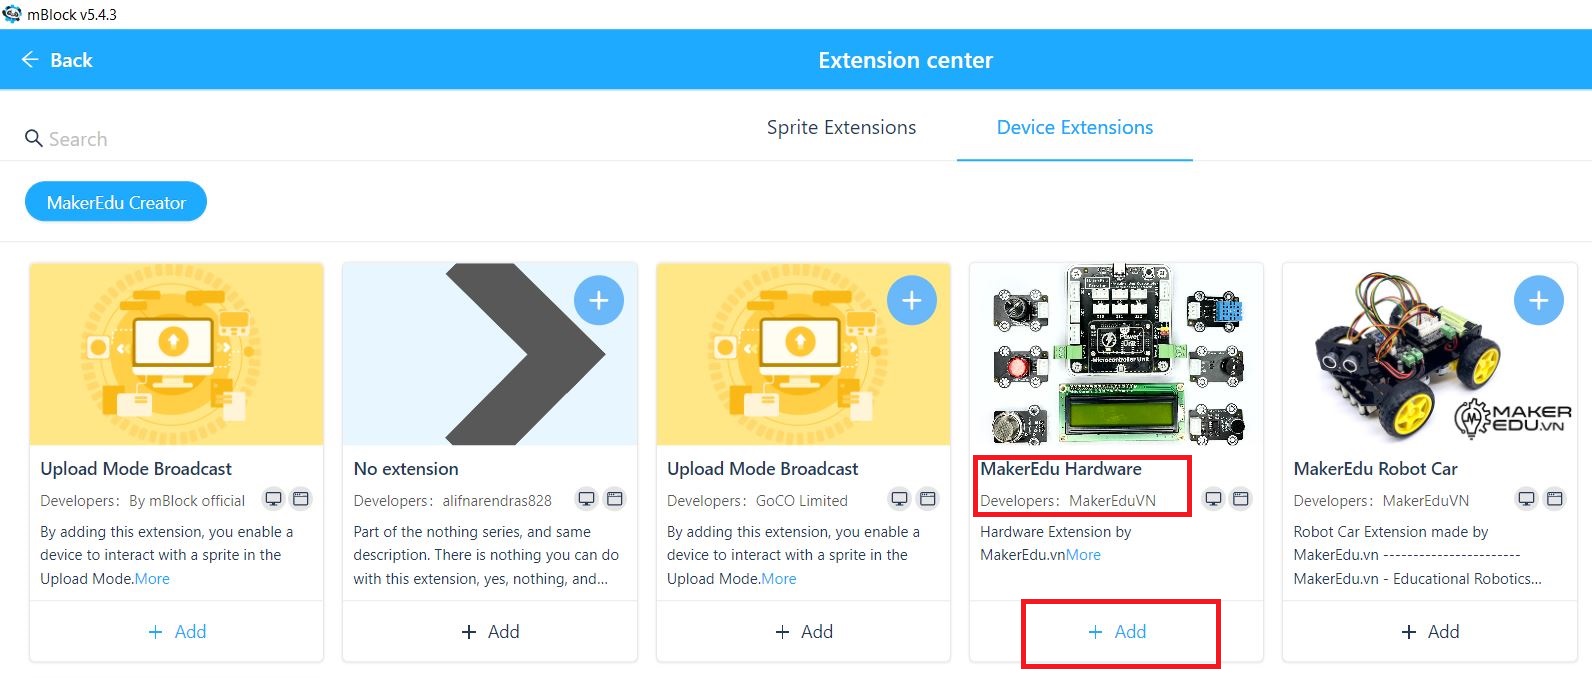 mBlock v5.4.3
Back
Extension center
Search
Sprite Extensions
Device Extensions
MakerEdu Creator
Upload Mode Broadcast
Developers: By mBlock official
By adding this extension, you enable a
device to interact with a sprite in the
Upload Mode.More
+ Add
No extension
Developers: alifnarendras828
Part of the nothing series, and same
description. There is nothing you can do
with this extension, yes, nothing, and...
+ Add
Upload Mode Broadcast
Developers: GoCO Limited
By adding this extension, you enable a
device to interact with a sprite in the
Upload Mode.More
+ Add
Power
Unit
Microcontroller Unit
MakerEdu Hardware
Developers: MakerEduVN
Hardware Extension by
MakerEdu.vnMore
+ Add
MAKER
EDU.VN
MakerEdu Robot Car
Developers: MakerEduVN
Robot Car Extension made by
MakerEdu.vn -----------------------
MakerEdu.vn - Educational Robotics...
+ Add